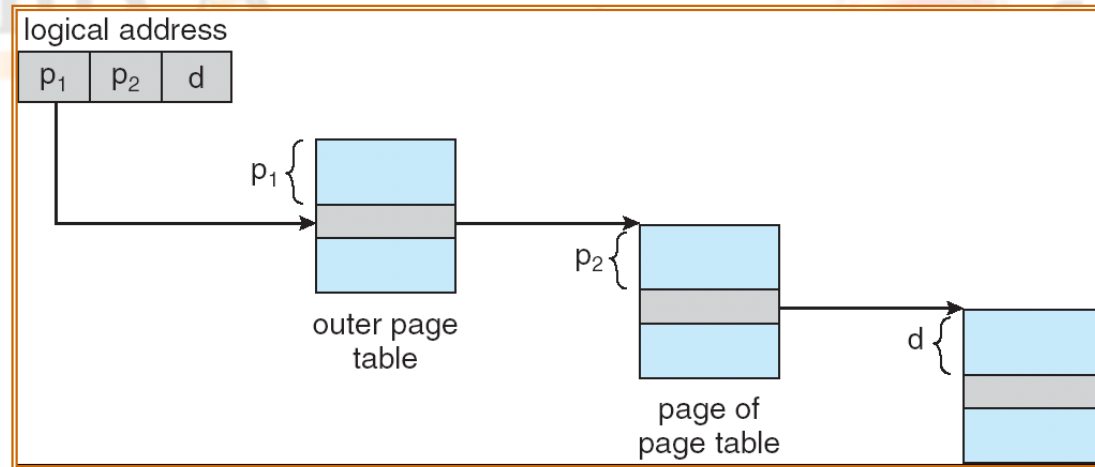 logical address
p₁ p₂ d
p₁
p₂
d
outer page
table
page of
page table